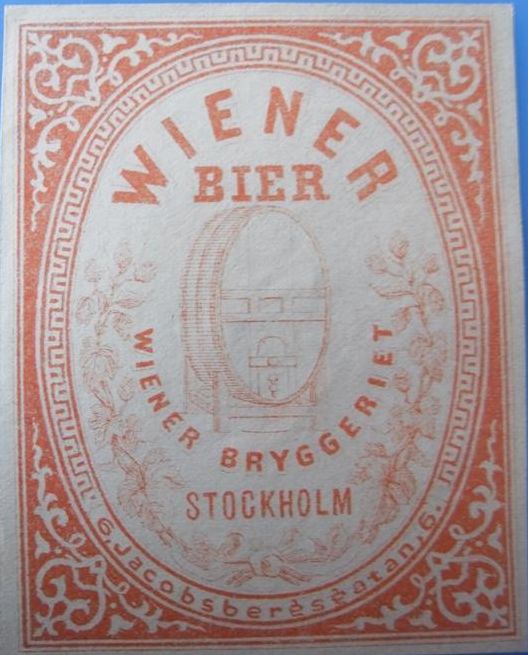 WIENER
BIER
WIENER BRYGGERIET
STOCKHOLM
6, Jacobsbergsgatan, 6.